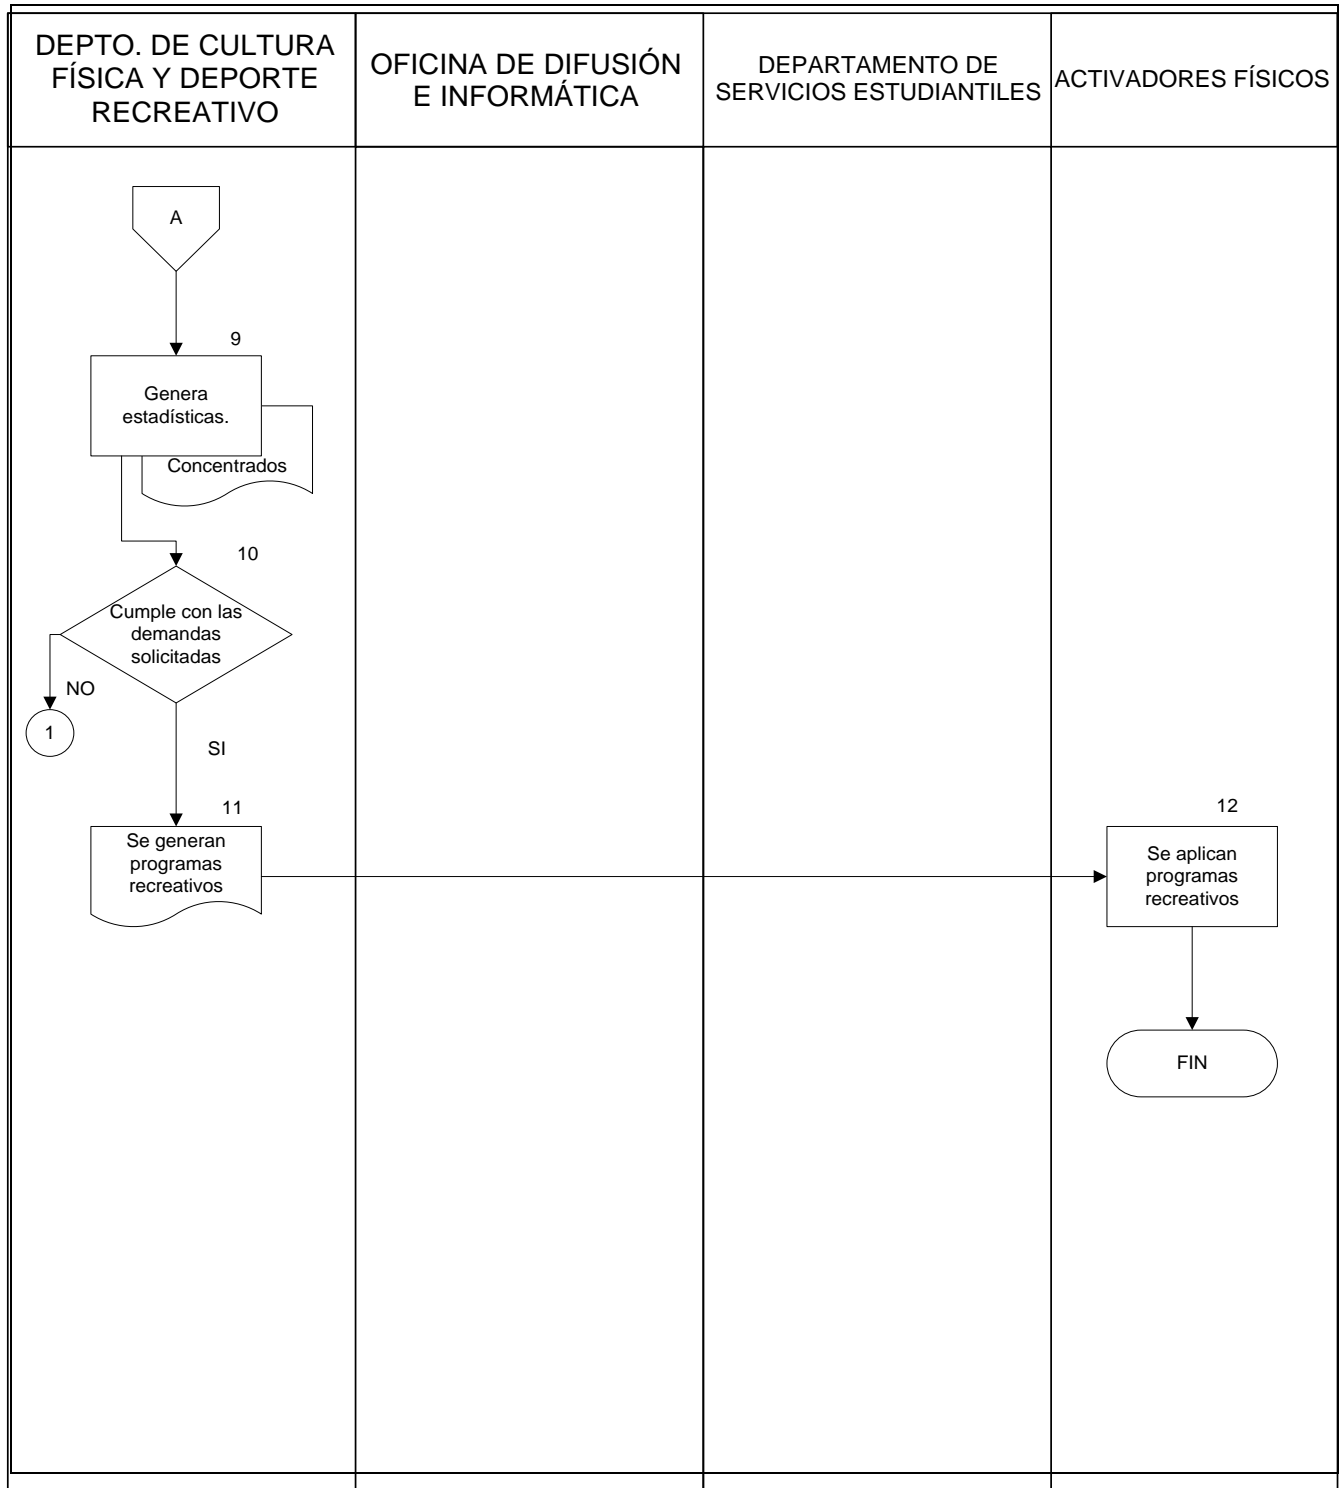 DEPTO. DE CULTURA
FÍSICA Y DEPORTE
RECREATIVO
OFICINA DE DIFUSIÓN
E INFORMÁTICA
DEPARTAMENTO DE
SERVICIOS ESTUDIANTILES
ACTIVADORES FÍSICOS
A
9
Genera
estadísticas.
Concentrados
10
Cumple con las
demandas
solicitadas
NO
1
SI
11
Se generan
programas
recreativos
12
Se aplican
programas
recreativos
FIN